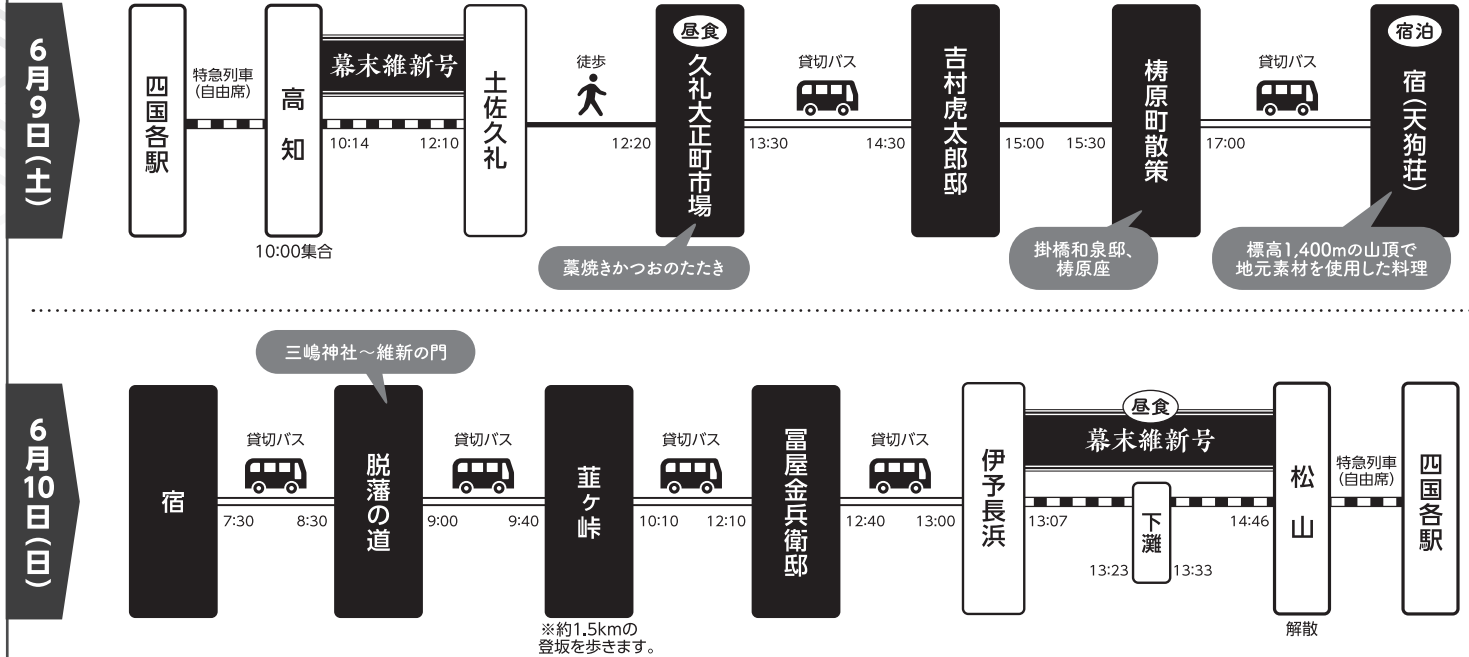 6月9日(土)
四国各駅
特急列車
(自由席)
高知
10:00集合
幕末維新号
10:14
12:10
土佐久礼
徒歩
12:20
昼食
久礼大正町市場
藁焼きかつおのたたき
13:30
貸切バス
14:30
吉村虎太郎邸
15:00
15:30
梼原町散策
掛橋和泉邸、
梼原座
17:00
貸切バス
宿泊
宿(天狗荘)
標高1,400mの山頂で
地元素材を使用した料理
6月10日(日)
宿
7:30
貸切バス
8:30
三嶋神社～維新の門
脱藩の道
9:00
貸切バス
9:40
韮ヶ峠
※約1.5kmの
登坂を歩きます。
10:10
貸切バス
12:10
冨屋金兵衛邸
12:40
貸切バス
13:00
伊予長浜
昼食
幕末維新号
13:07
13:23
下灘
13:33
14:46
松山
解散
特急列車
(自由席)
四国各駅